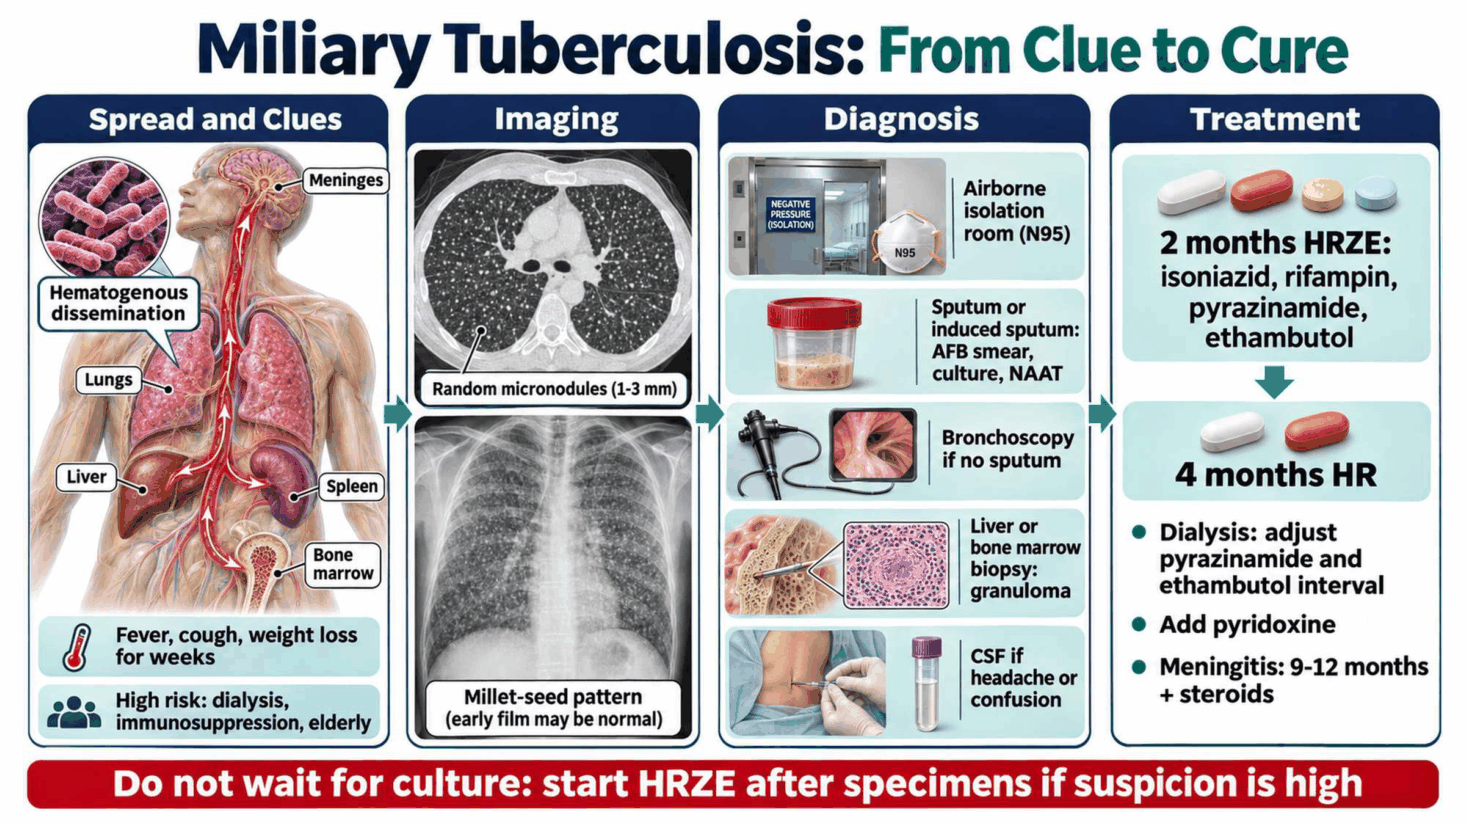 Miliary Tuberculosis: From Clue to Cure
Spread and Clues
Meninges
Hematogenous
dissemination
Lungs
Liver
Spleen
Bone
marrow
Fever, cough, weight loss
for weeks
High risk: dialysis,
immunosuppression, elderly
Imaging
Random micronodules (1-3 mm)
Millet-seed pattern
(early film may be normal)
Diagnosis
NEGATIVE
PRESSURE
(ISOLATION)
N95
Airborne
isolation
room (N95)
Sputum or
induced sputum:
AFB smear,
culture, NAAT
Bronchoscopy
if no sputum
Liver or
bone marrow
biopsy:
granuloma
CSF if
headache or
confusion
Treatment
2 months HRZE:
isoniazid, rifampin,
pyrazinamide,
ethambutol
4 months HR
Dialysis: adjust
pyrazinamide and
ethambutol interval
Add pyridoxine
Meningitis: 9-12 months
+ steroids
Do not wait for culture: start HRZE after specimens if suspicion is high